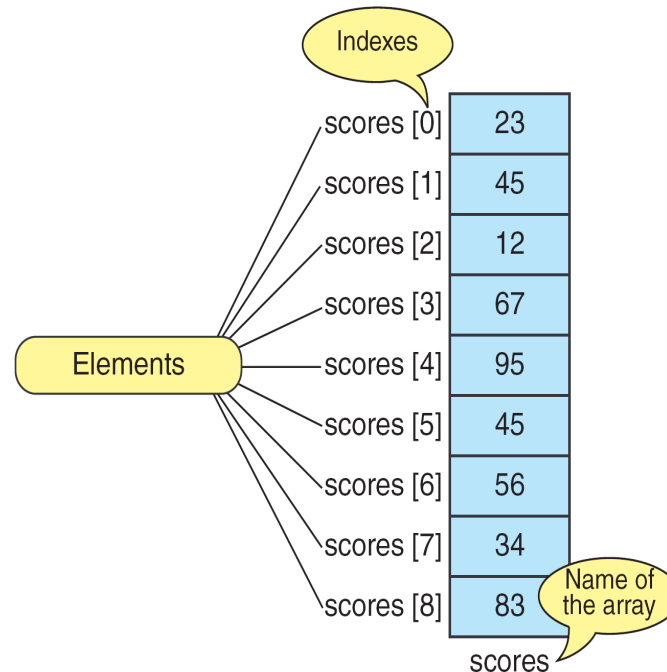 Indexes
scores [0] 23
scores [1] 45
scores [2] 12
scores [3] 67
Elements
scores [4] 95
scores [5] 45
scores [6] 56
scores [7] 34
scores [8] 83
Name of
the array
scores